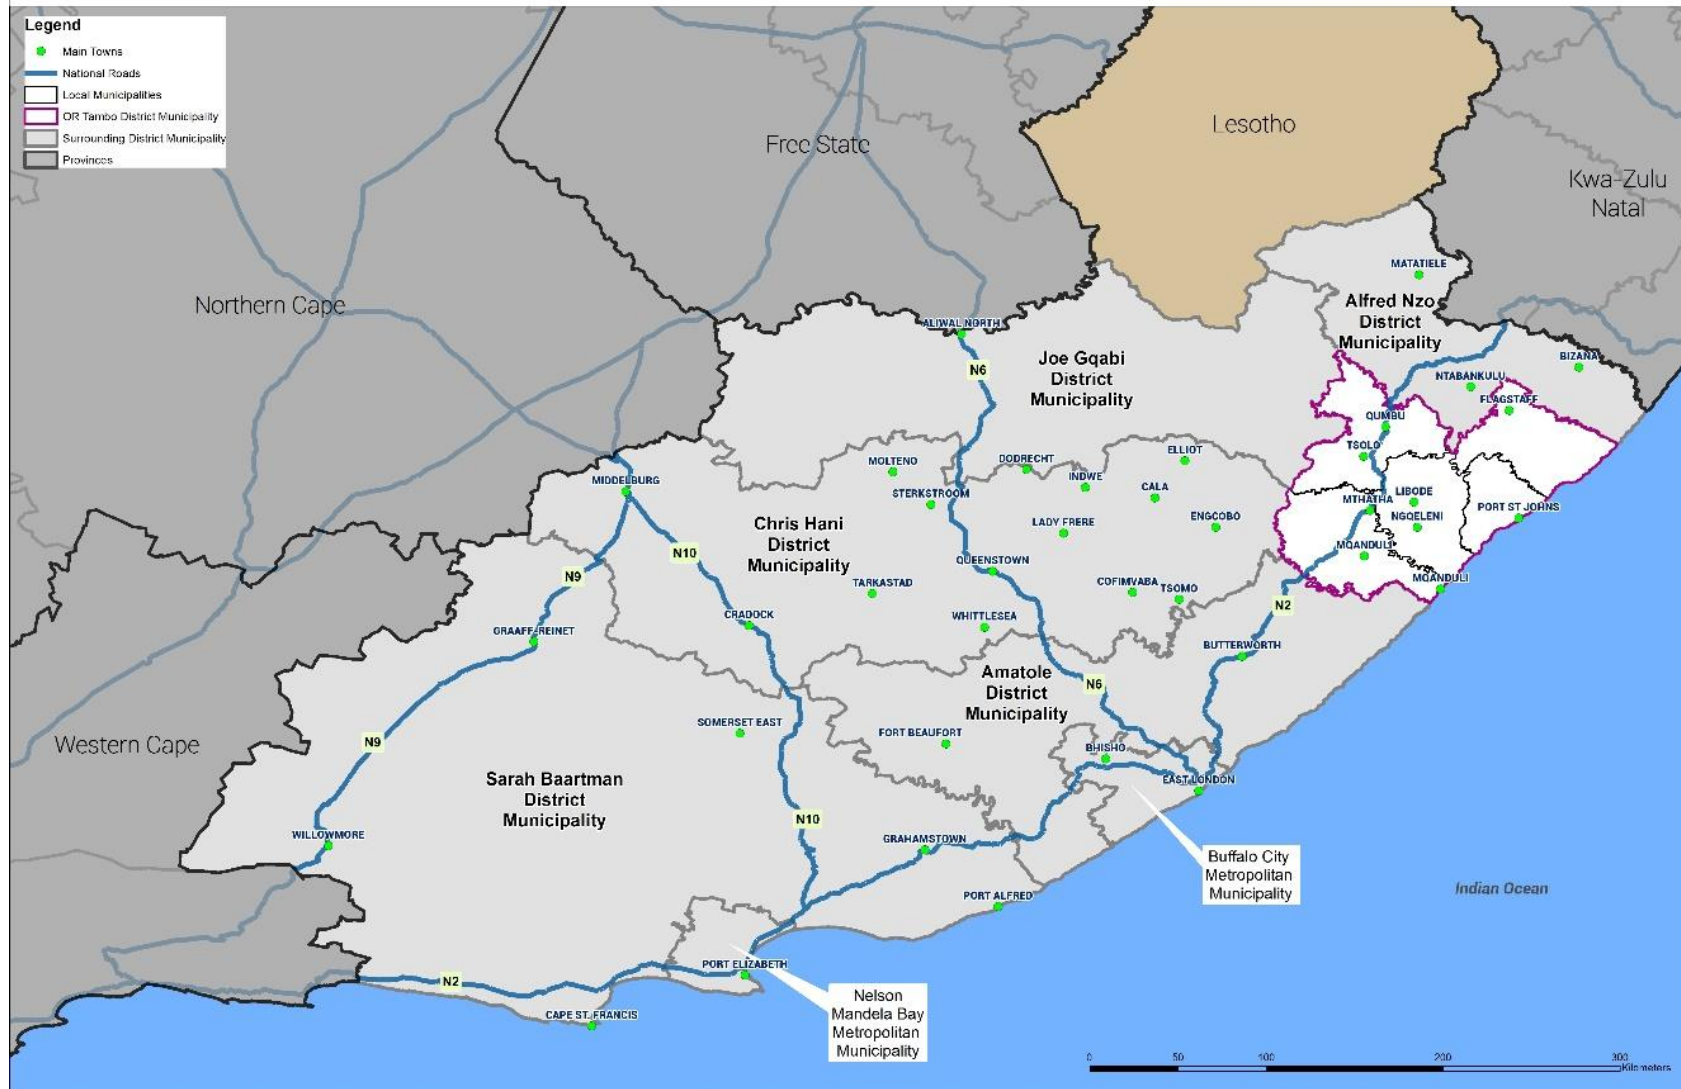 Legend
Main Towns
National Roads
Local Municipalities
OR Tambo District Municipality
Surrounding District Municipality
Provinces
Free State
Lesotho
Kwa-Zulu
Natal
Northern Cape
Western Cape
MATATIELE
Alfred Nzo
District
Municipality
ALIWAL NORTH
N6
Joe Gqabi
District
Municipality
BIZANA
NTABANKULU
FLAGSTAFF
QUMBU
TSOLO
MOLTENO
DODRECHT
ELLIOT
INDWE
CALA
MIDDELBURG
STERKSTROOM
LIBODE
MTHATHA
PORT ST JOHNS
NGQELENI
LADY FRERE
ENGCOBO
Chris Hani
District
Municipality
N10
MQANDULI
QUEENSTOWN
N9
TARKASTAD
COFIMVABA
TSOMO
MQANDULI
N2
CRADOCK
WHITTLESEA
GRAAFF-REINET
BUTTERWORTH
Amatole
District
Municipality
N6
SOMERSET EAST
FORT BEAUFORT
N9
BHISHO
EAST LONDON
Sarah Baartman
District
Municipality
N10
WILLOWMORE
GRAHAMSTOWN
Buffalo City
Metropolitan
Municipality
Indian Ocean
PORT ALFRED
PORT ELIZABETH
N2
Nelson
Mandela Bay
Metropolitan
Municipality
CAPE ST. FRANCIS
0 50 100 200 300
Kilometers